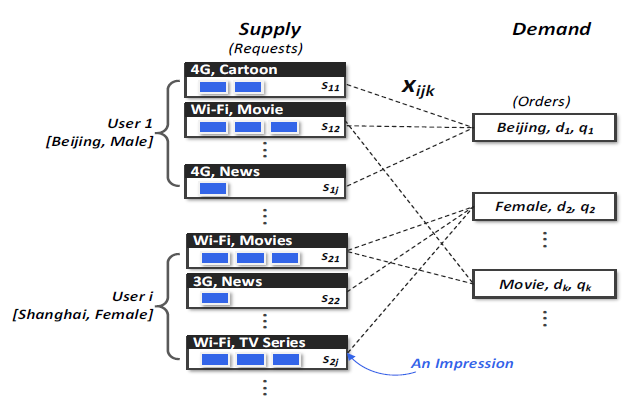 Supply
(Requests)
Demand
4G, Cartoon
s11
Xijk
(Orders)
User 1
[Beijing, Male]
Wi-Fi, Movie
s12
Beijing, d1, q1
4G, News
s1j
Female, d2, q2
Wi-Fi, Movies
s21
3G, News
s22
Movie, dk, qk
User i
[Shanghai, Female]
Wi-Fi, TV Series
s2j
An Impression